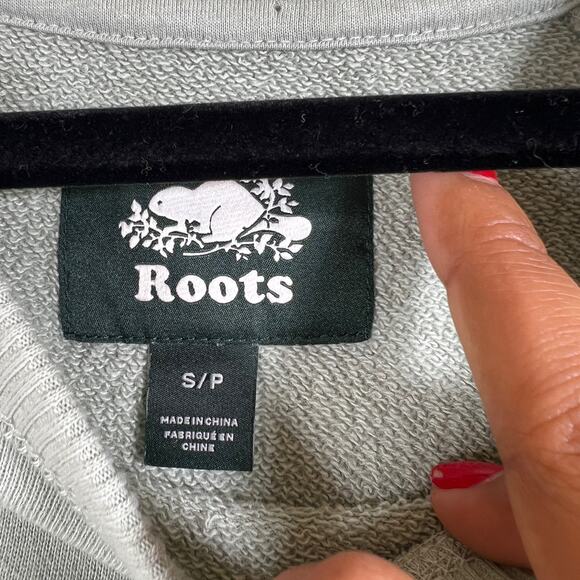 Roots
S/P
MADE IN CHINA
FABRIQUÉ EN
CHINE